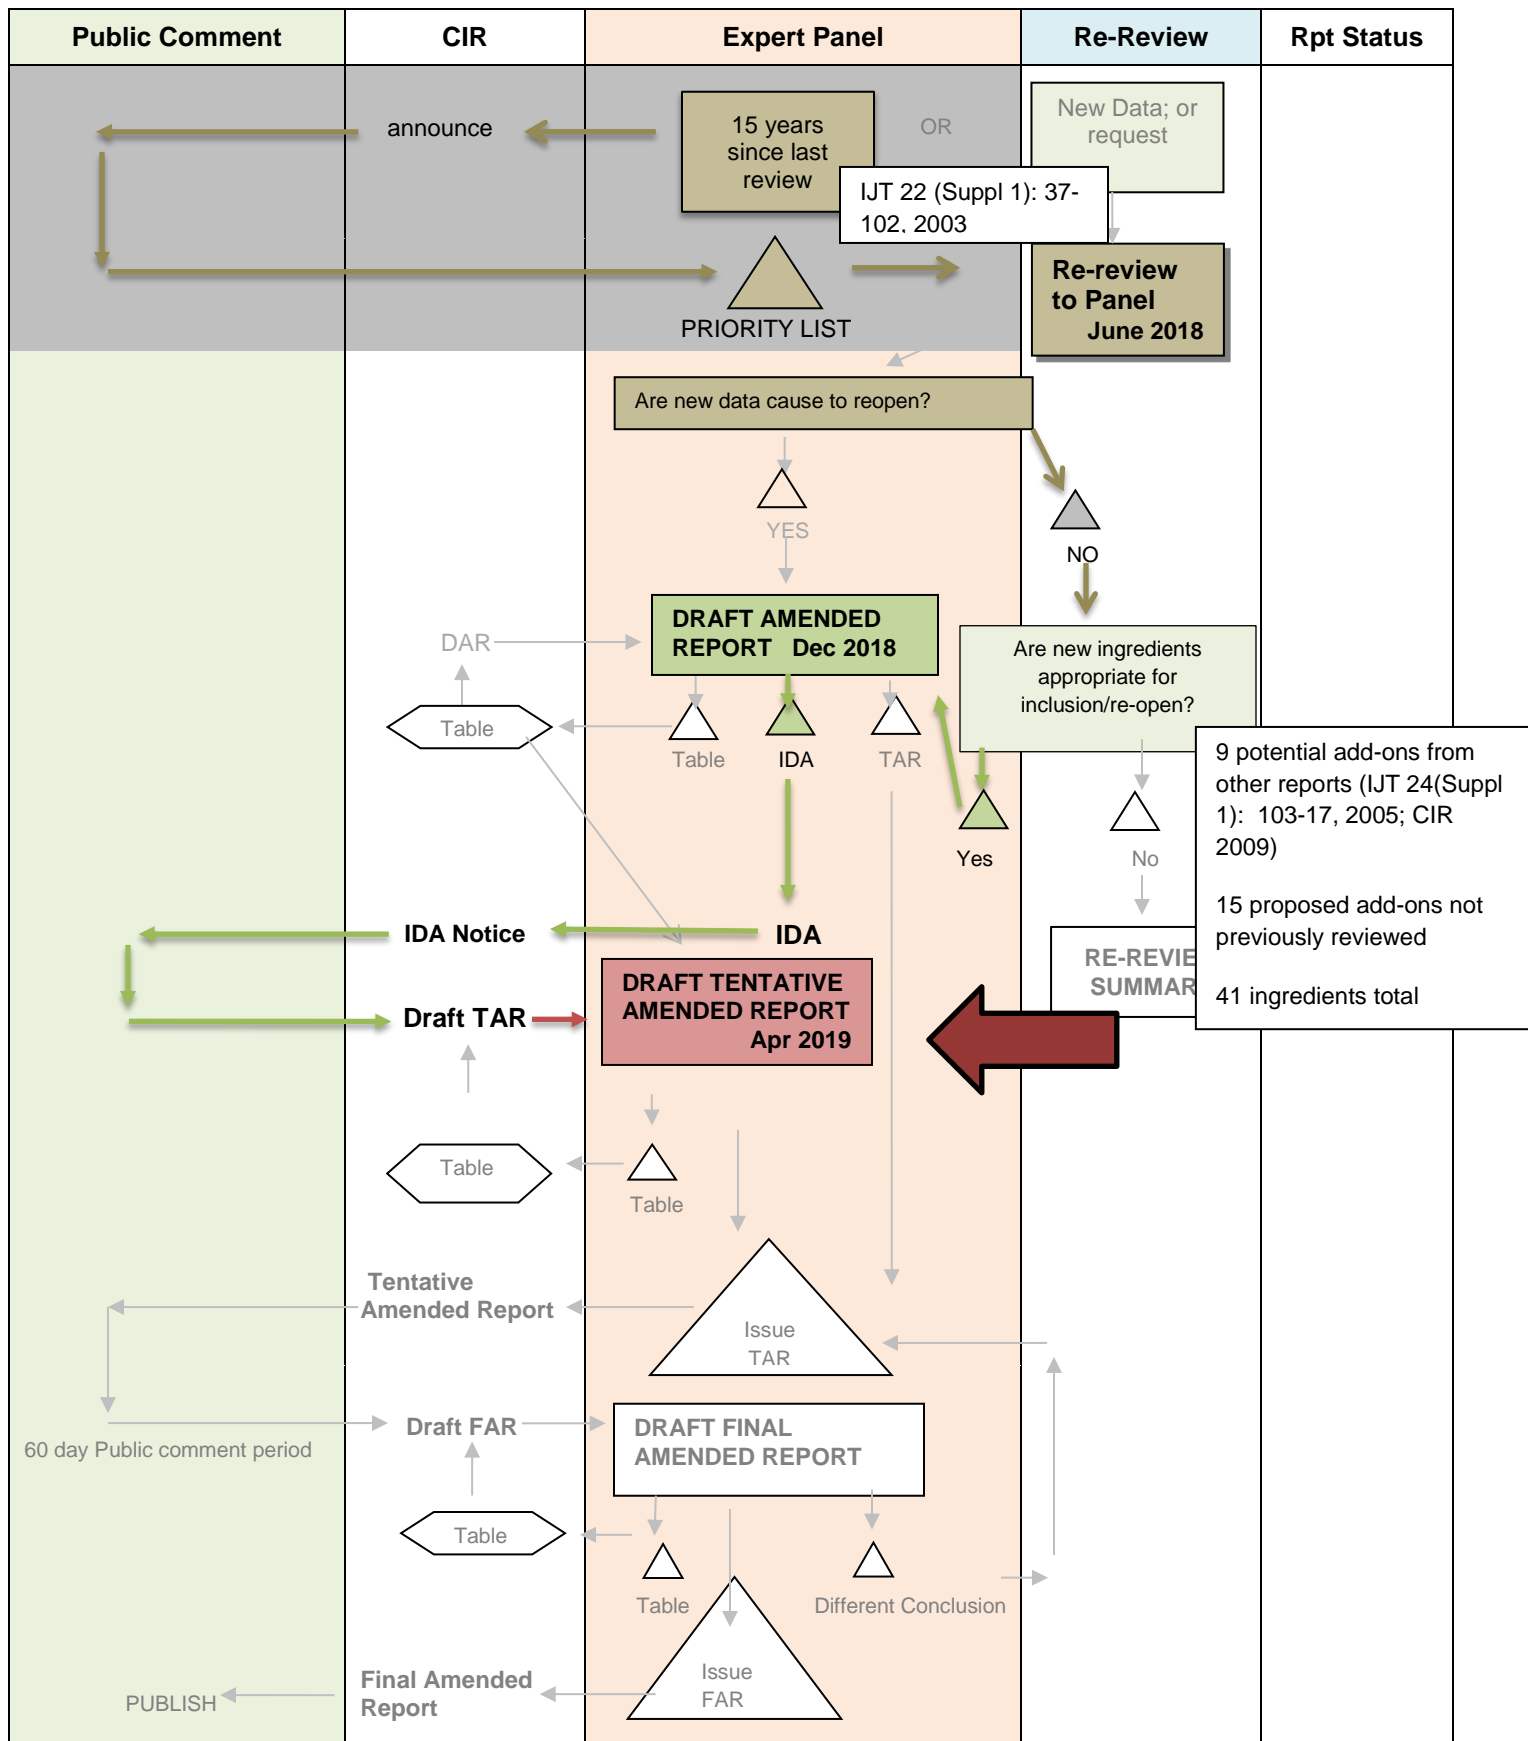 Public Comment
CIR
Expert Panel
Re-Review
Rpt Status
announce
15 years
since last
review
OR
New Data; or
request
IJT 22 (Suppl 1): 37-
102, 2003
PRIORITY LIST
Re-review
to Panel
June 2018
Are new data cause to reopen?
YES
NO
DAR
DRAFT AMENDED
REPORT Dec 2018
Are new ingredients
appropriate for
inclusion/re-open?
Table
Table
IDA
TAR
Yes
No
9 potential add-ons from
other reports (IJT 24(Suppl
1): 103-17, 2005; CIR
2009)
15 proposed add-ons not
previously reviewed
41 ingredients total
IDA Notice
IDA
RE-REVIE
SUMMAR
Draft TAR
DRAFT TENTATIVE
AMENDED REPORT
Apr 2019
Table
Table
Tentative
Amended Report
Issue
TAR
60 day Public comment period
Draft FAR
DRAFT FINAL
AMENDED REPORT
Table
Table
Different Conclusion
PUBLISH
Final Amended
Report
Issue
FAR